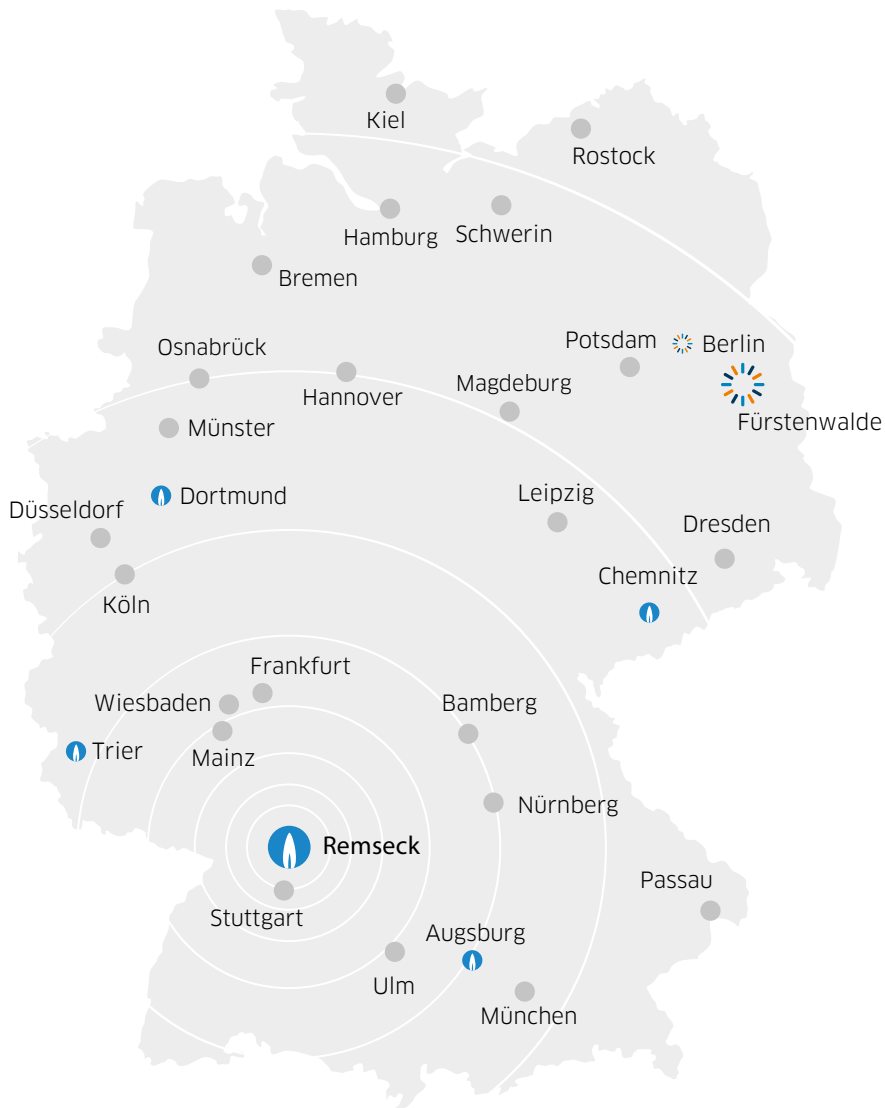 Kiel
Rostock
Hamburg
Schwerin
Bremen
Potsdam
Berlin
Osnabrück
Magdeburg
Hannover
Fürstenwalde
Münster
Dortmund
Leipzig
Düsseldorf
Dresden
Chemnitz
Köln
Frankfurt
Wiesbaden
Bamberg
Trier
Mainz
Nürnberg
Remseck
Passau
Stuttgart
Augsburg
Ulm
München